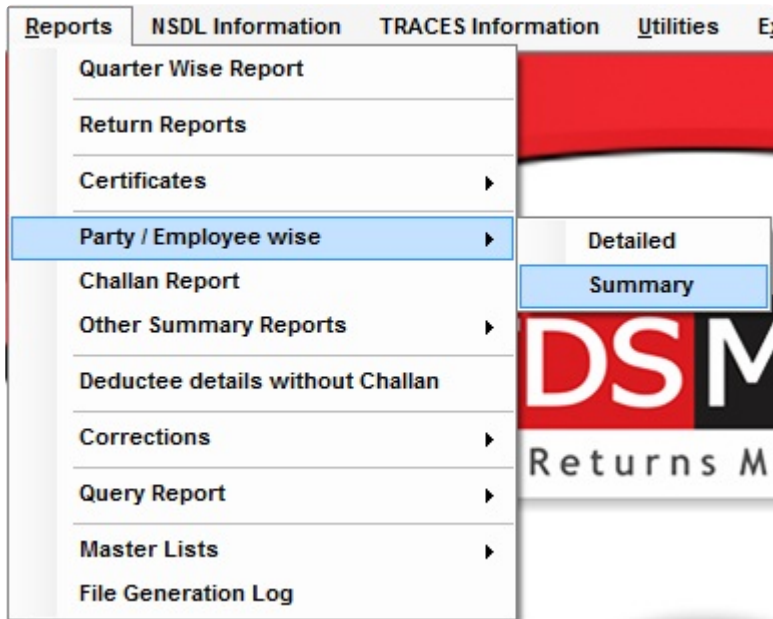 Reports NSDL Information TRACES Information Utilities
Quarter Wise Report
Return Reports
Certificates
Party / Employee wise
Detailed
Challan Report
Summary
Other Summary Reports
Deductee details without Challan
DSM
Corrections
Returns M
Query Report
Master Lists
File Generation Log